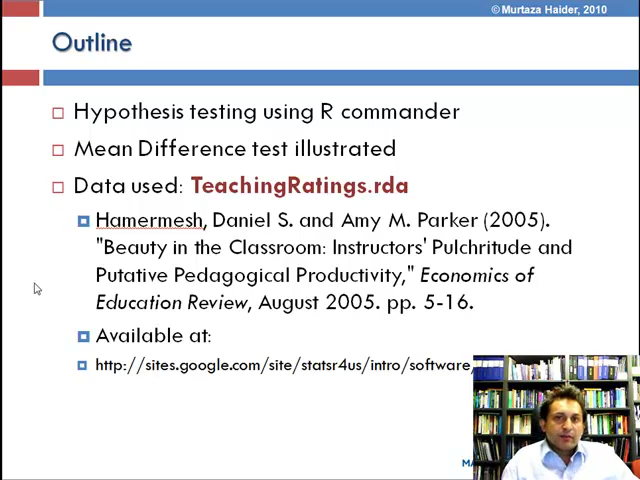 © Murtaza Haider, 2010
Outline
Hypothesis testing using R commander
Mean Difference test illustrated
Data used: TeachingRatings.rda
Hamermesh, Daniel S. and Amy M. Parker (2005).
"Beauty in the Classroom: Instructors' Pulchritude and
Putative Pedagogical Productivity," Economics of
Education Review, August 2005. pp. 5-16.
Available at:
http://sites.google.com/site/statsr4us/intro/software/